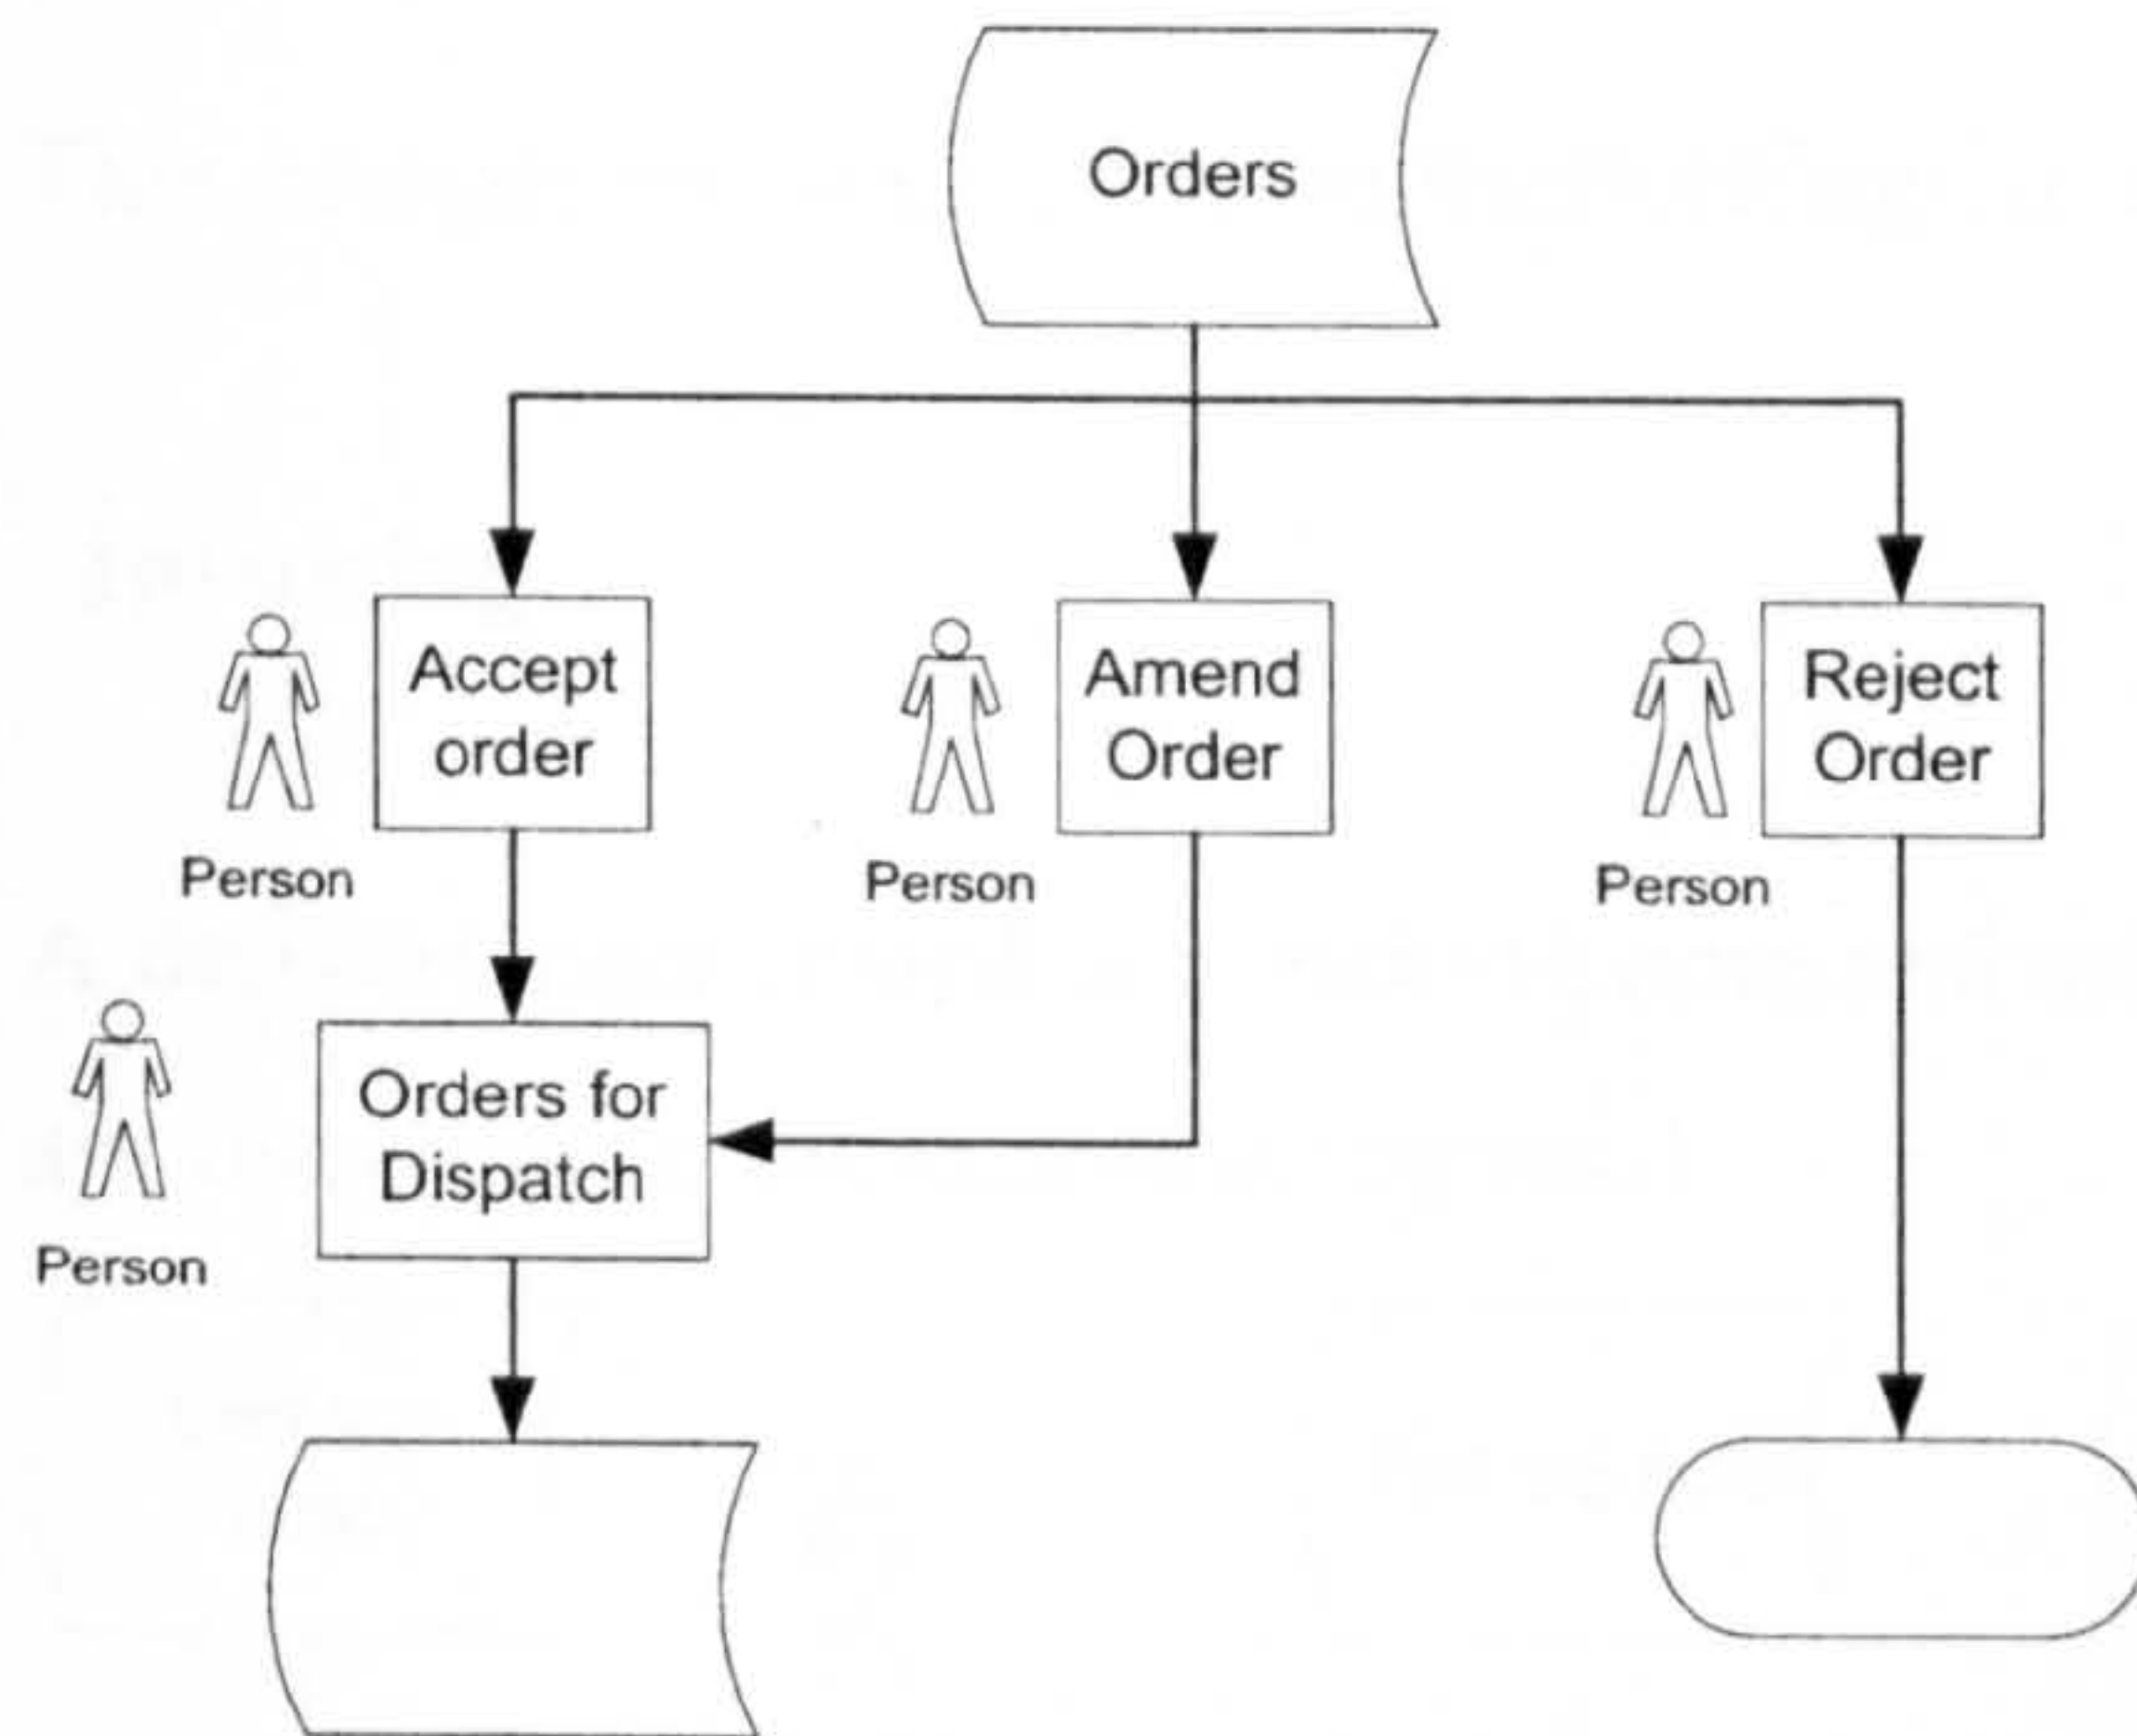 Orders
Accept
order
Person
Amend
Order
Person
Reject
Order
Person
Orders for
Dispatch
Person